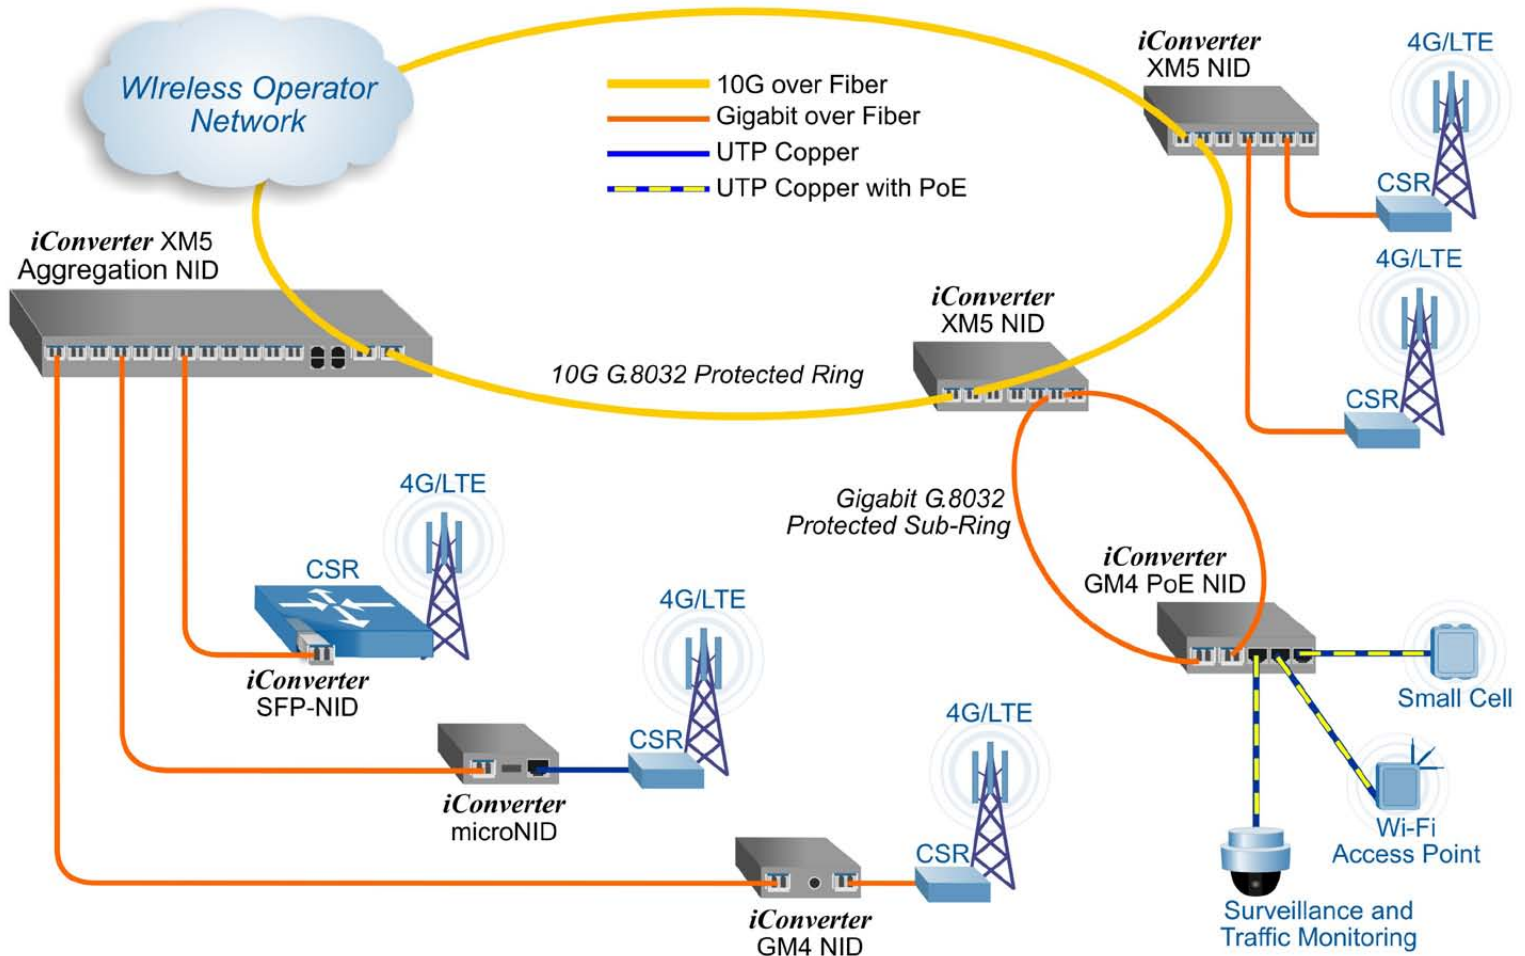 WIreless Operator
Network
10G over Fiber
Gigabit over Fiber
UTP Copper
UTP Copper with PoE
iConverter
XM5 NID
4G/LTE
CSR
4G/LTE
CSR
iConverter XM5
Aggregation NID
iConverter
XM5 NID
10G G.8032 Protected Ring
Gigabit G.8032
Protected Sub-Ring
iConverter
GM4 PoE NID
4G/LTE
CSR
iConverter
SFP-NID
4G/LTE
CSR
iConverter
microNID
4G/LTE
CSR
iConverter
GM4 NID
Small Cell
Wi-Fi
Access Point
Surveillance and
Traffic Monitoring